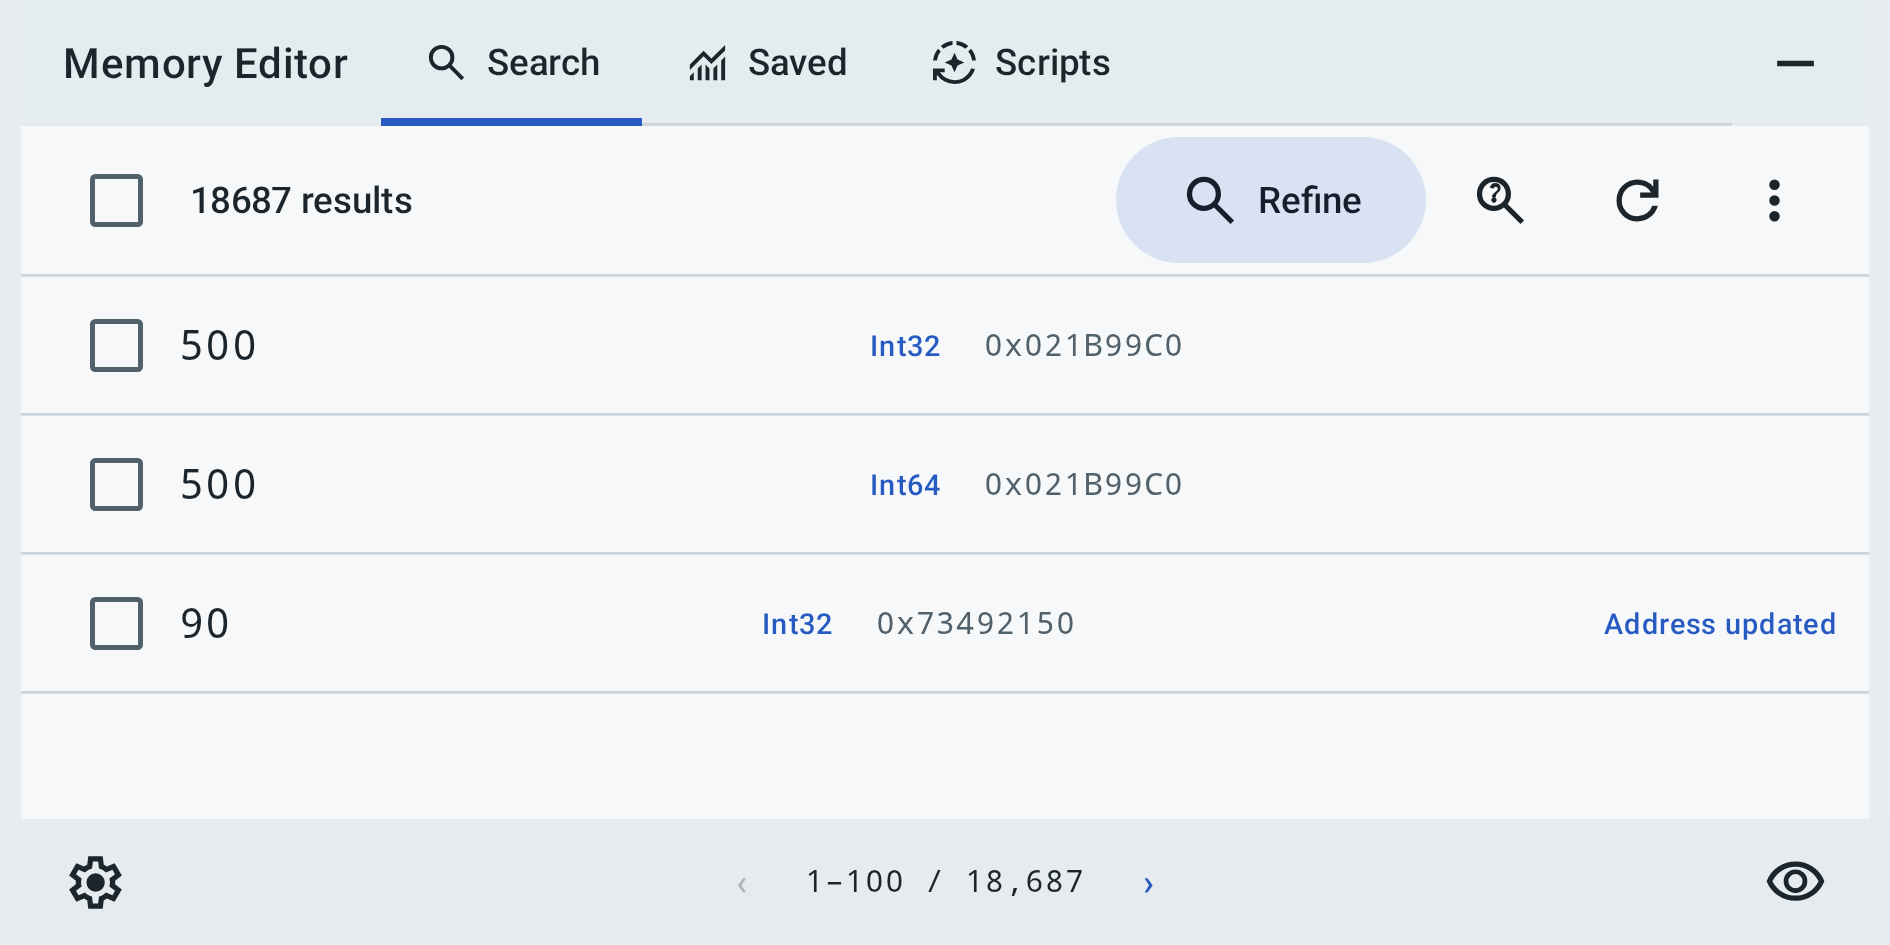 Memory Editor Search Saved Scripts
18687 results Refine
500 Int32 0x021B99C0
500 Int64 0x021B99C0
90 Int32 0x73492150 Address updated
‹ 1–100 / 18,687 ›